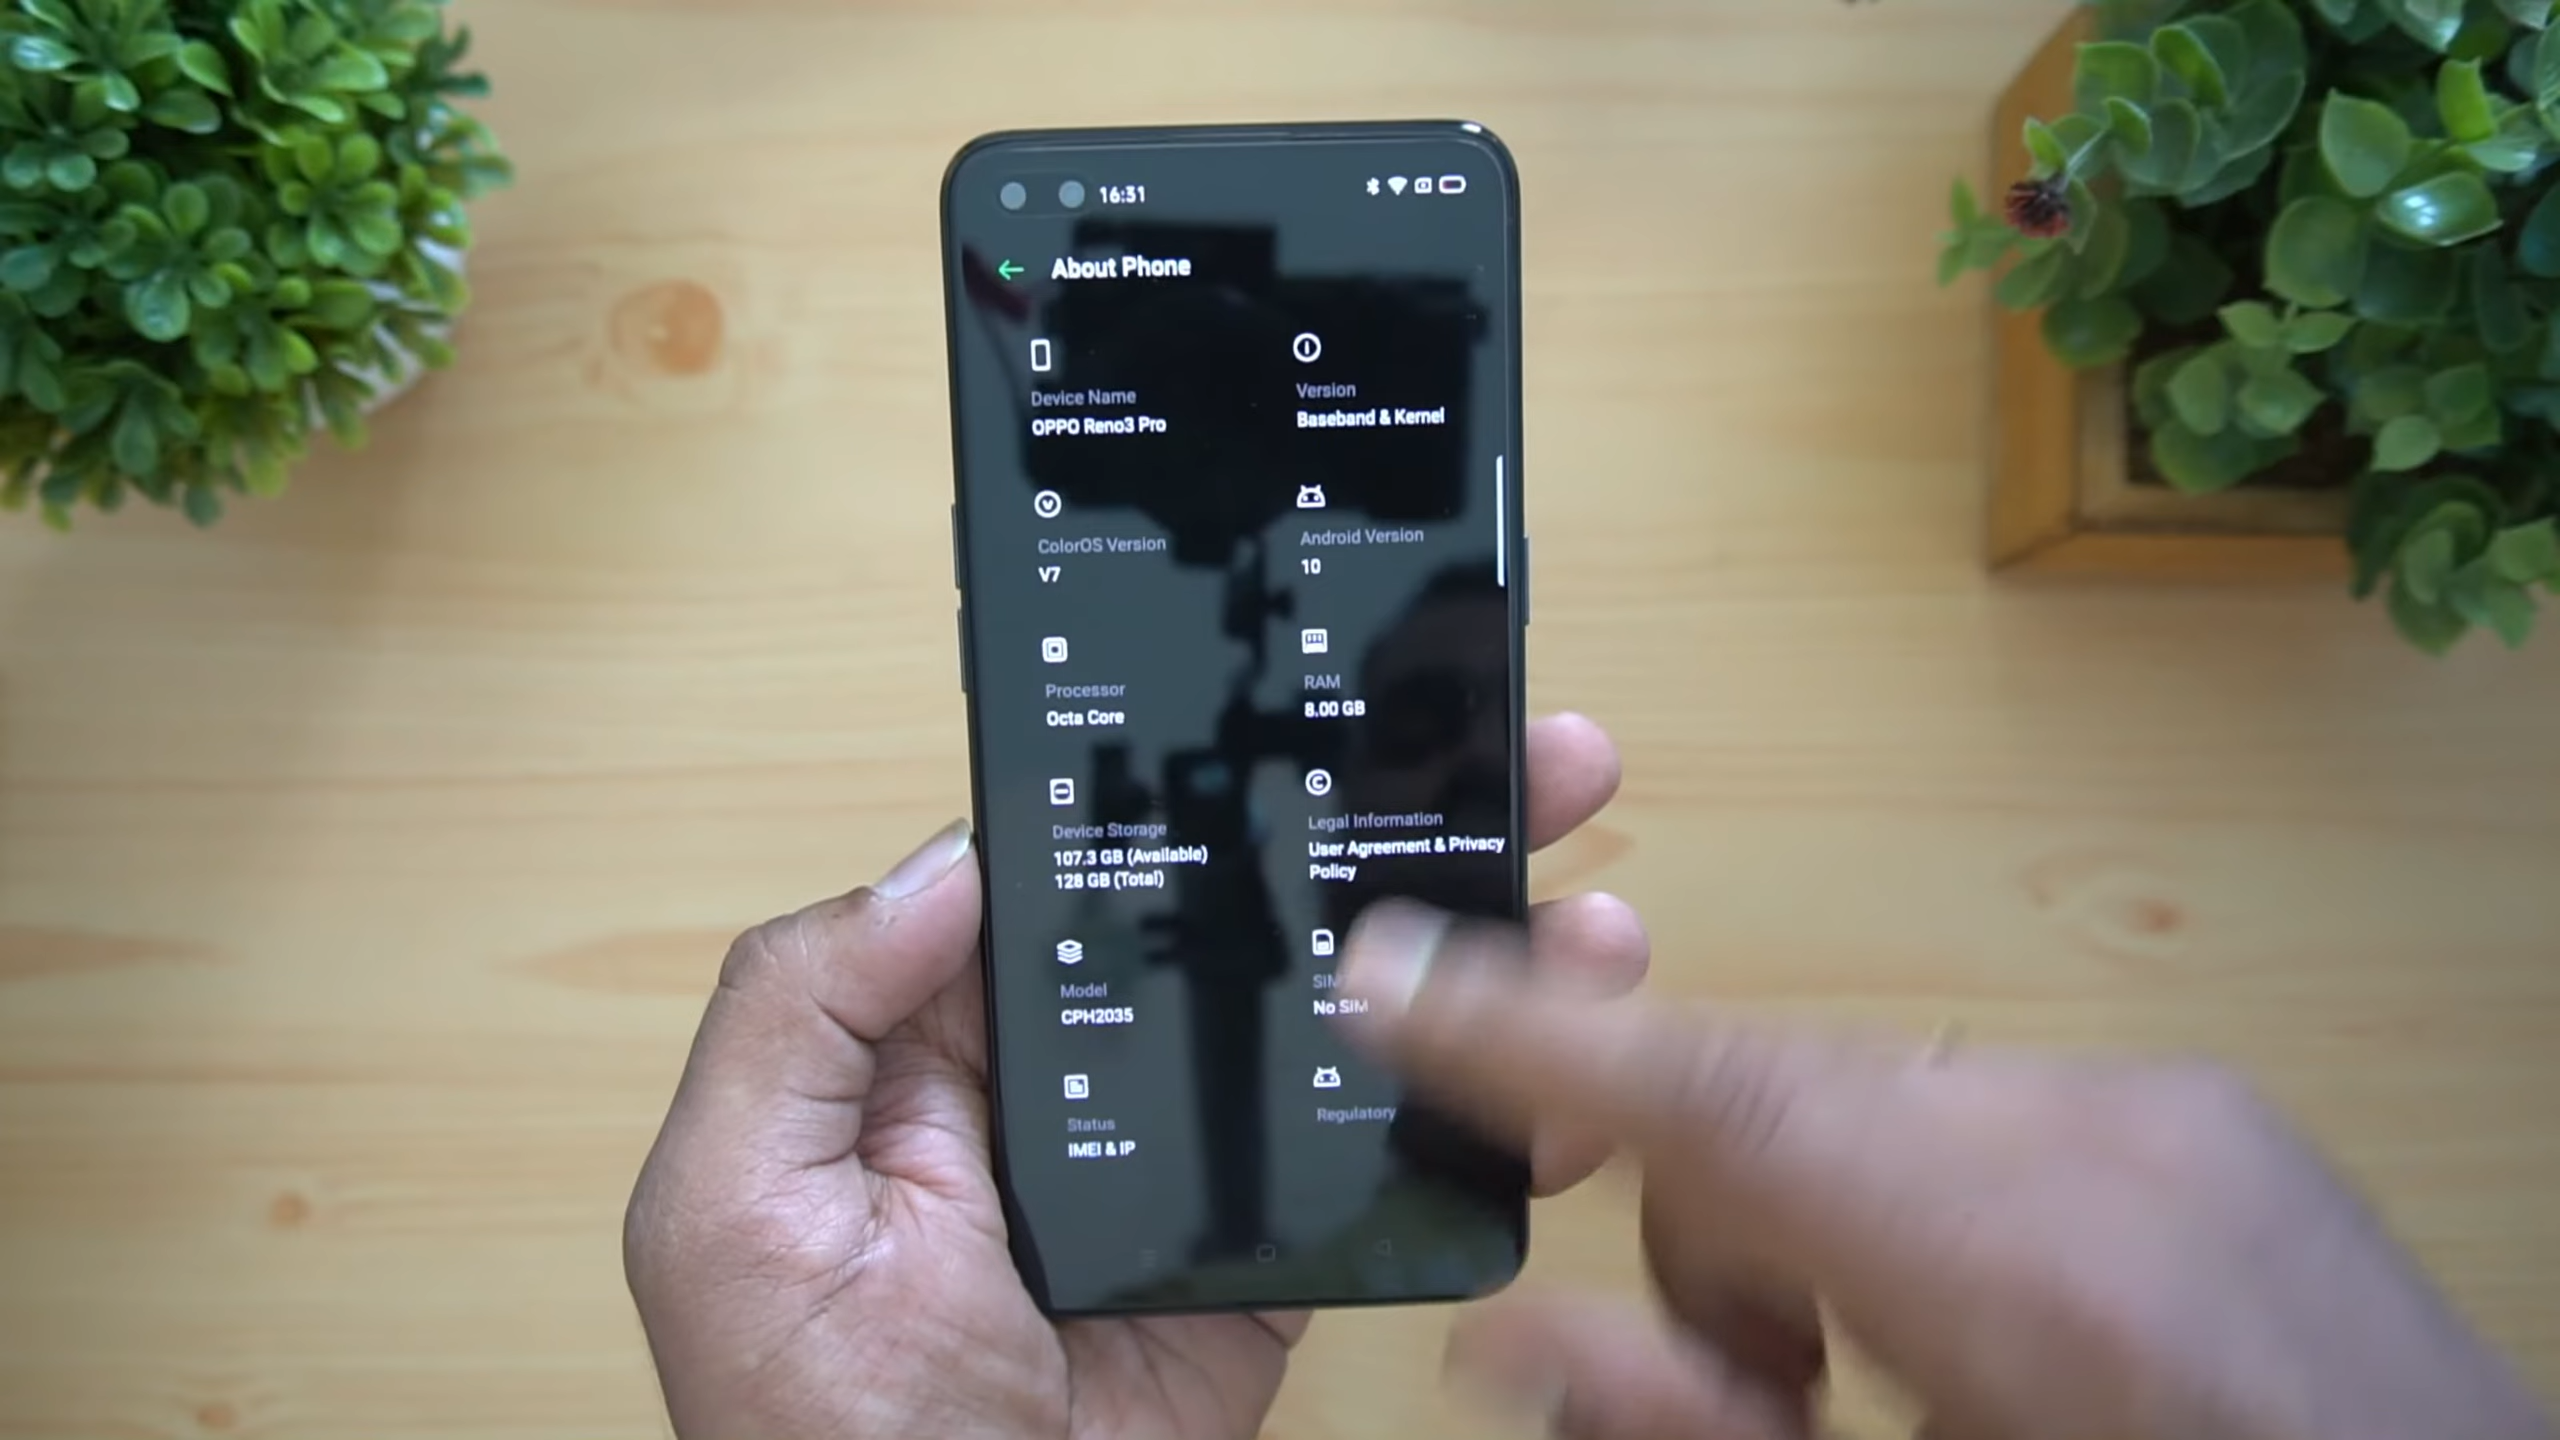 16:31
About Phone
Device Name
OPPO Reno3 Pro
Version
Baseband & Kernel
ColorOS Version
V7
Android Version
10
Processor
Octa Core
RAM
8.00 GB
Device Storage
107.3 GB (Available)
128 GB (Total)
Legal Information
User Agreement & Privacy
Policy
Model
CPH2035
SIM
No SIM
Status
IMEI & IP
Regulatory